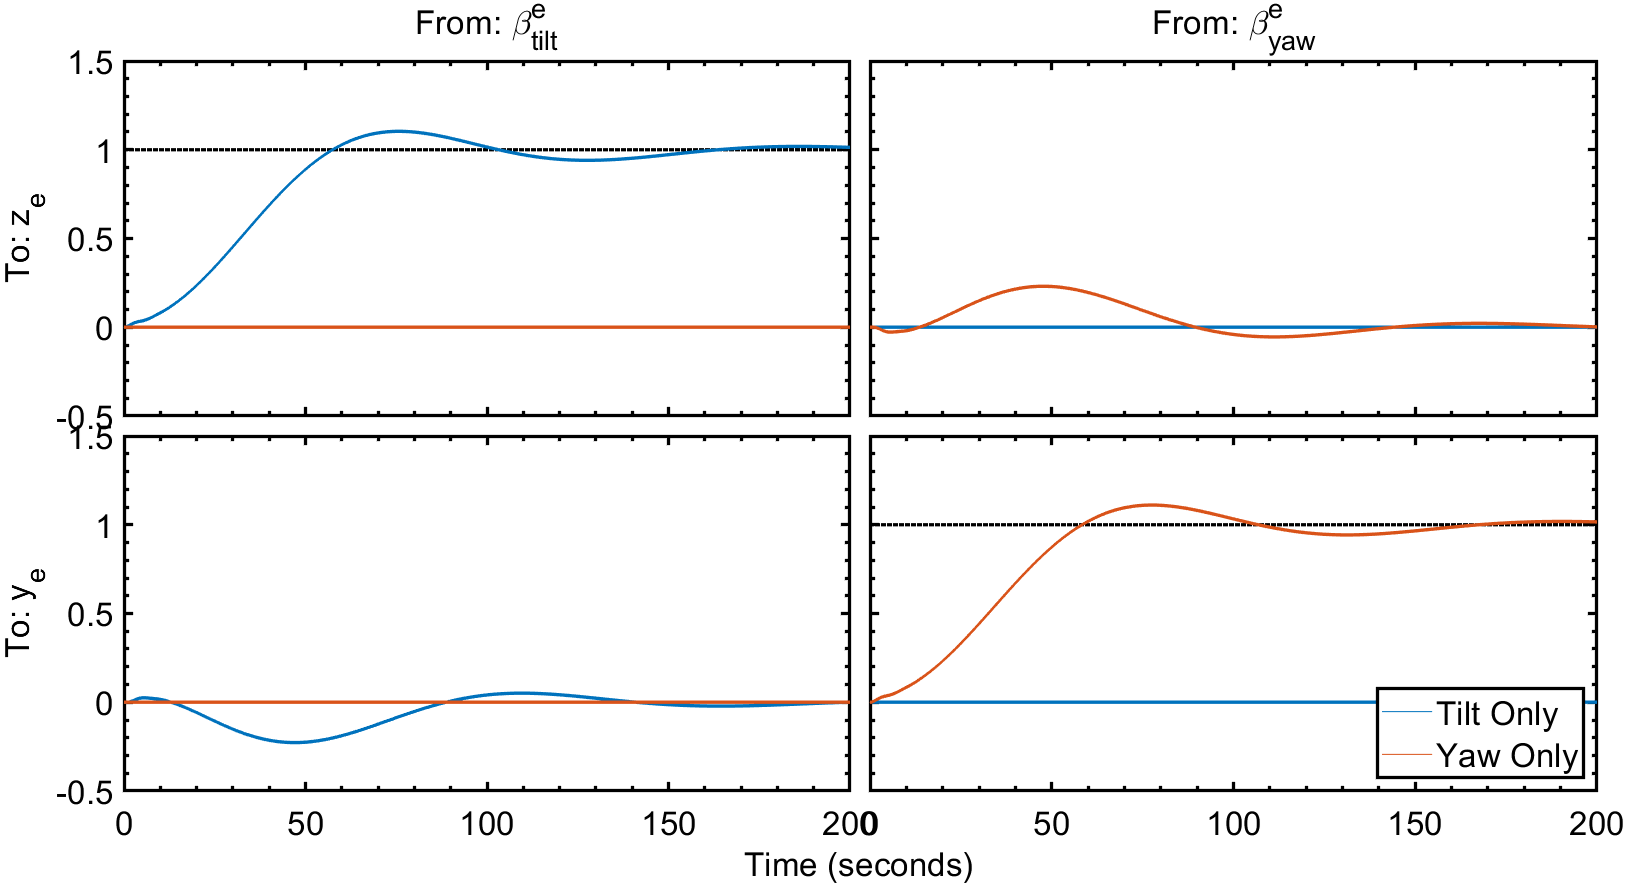 From: β^e_tilt
From: β^e_yaw
1.5
1
0.5
0
-0.5
To: z_e
1.5
1
0.5
0
-0.5
To: y_e
Tilt Only
Yaw Only
0 50 100 150 200
0 50 100 150 200
Time (seconds)